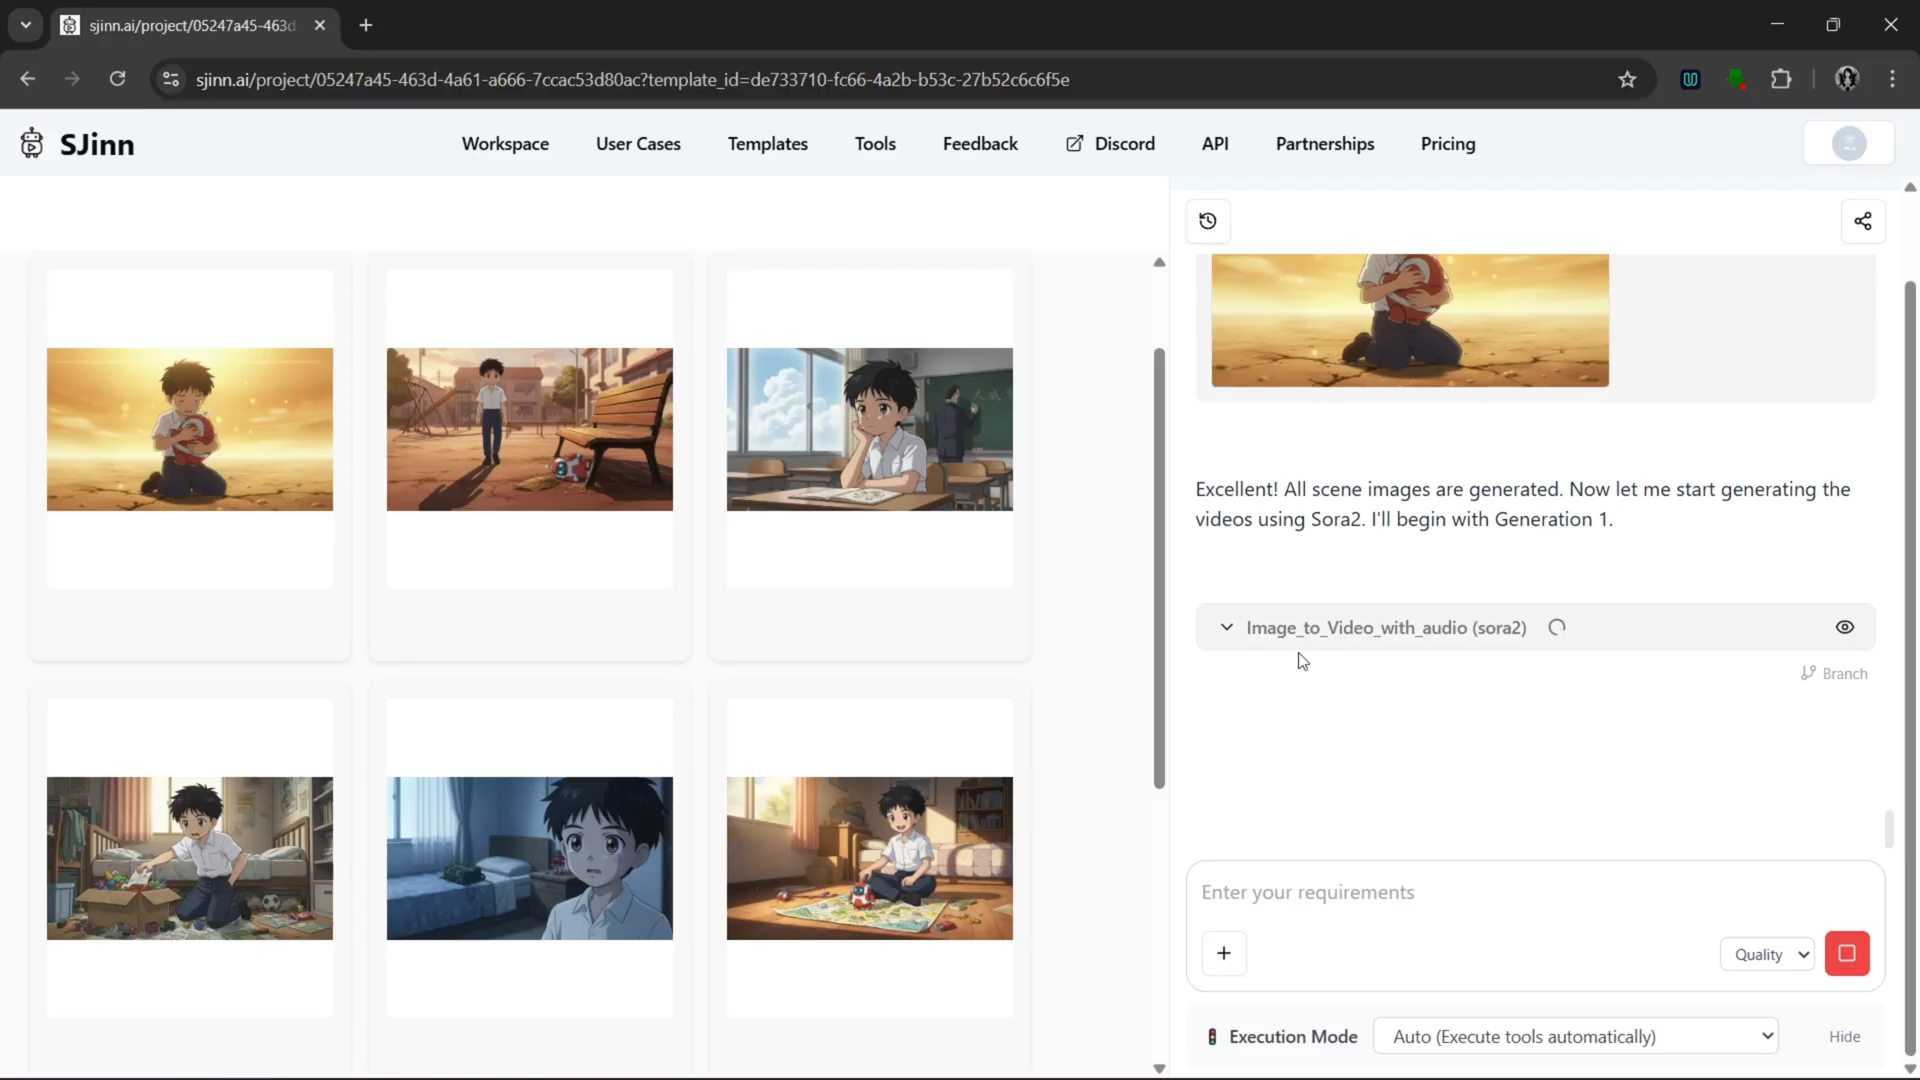 sjinn.ai/project/05247a45-463d
sjinn.ai/project/05247a45-463d-4a61-a666-7ccac53d80ac?template_id=de733710-fc66-4a2b-b53c-27b52c6c6f5e
SJinn
Workspace
User Cases
Templates
Tools
Feedback
Discord
API
Partnerships
Pricing
Excellent! All scene images are generated. Now let me start generating the
videos using Sora2. I'll begin with Generation 1.
Image_to_Video_with_audio (sora2)
Branch
Enter your requirements
Quality
Execution Mode
Auto (Execute tools automatically)
Hide